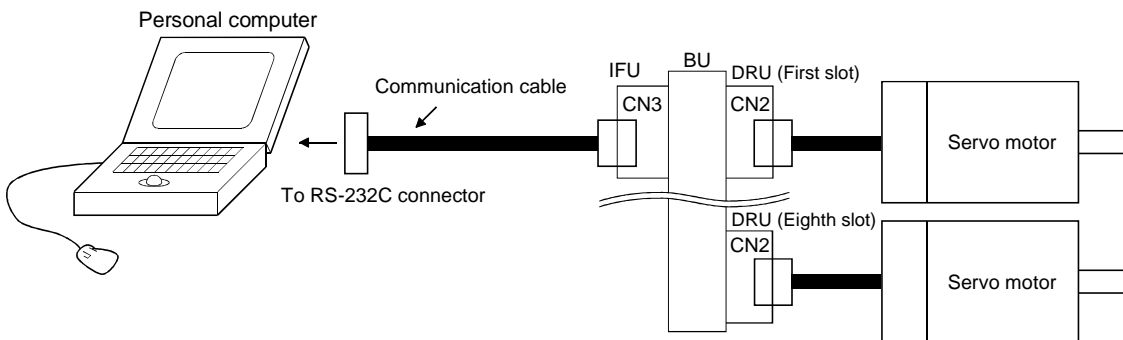 Personal computer
Communication cable
To RS-232C connector
IFU
CN3
BU
DRU (First slot)
CN2
Servo motor
DRU (Eighth slot)
CN2
Servo motor